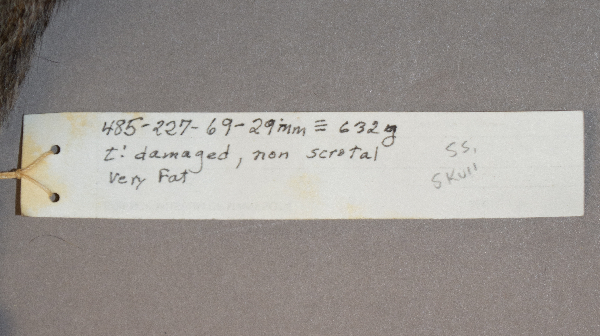 485-227-69-29mm ≡ 632g
t: damaged, non scrotal
Very Fat
SS,
SKull